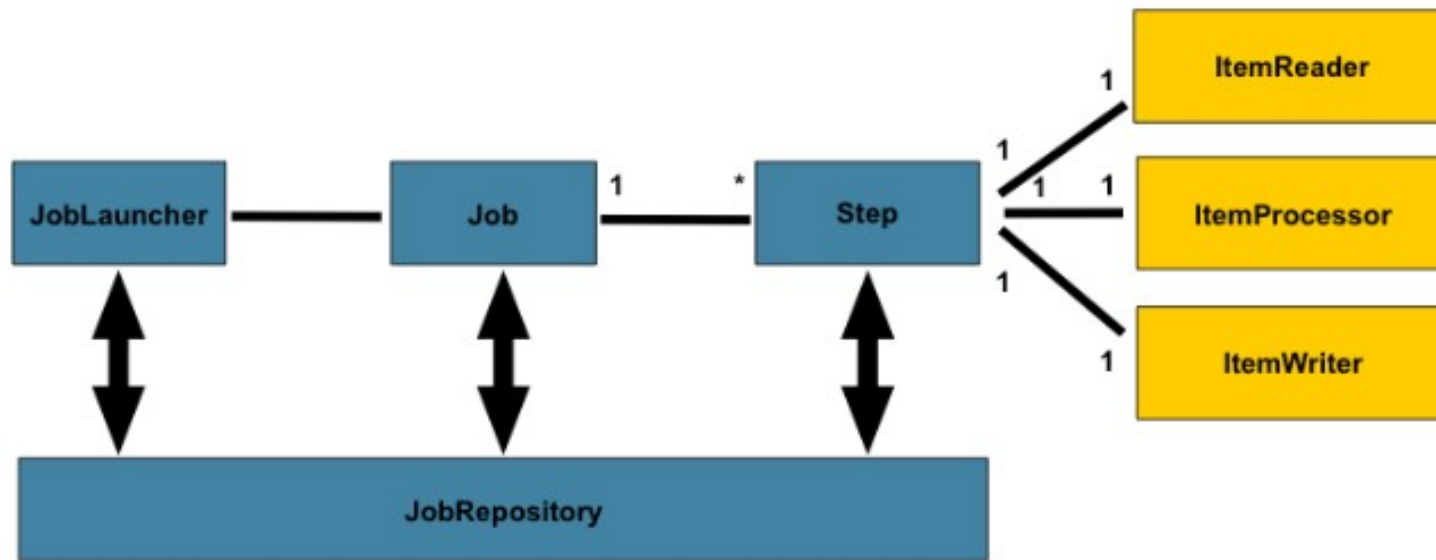 ItemReader
1
1
JobLauncher
Job
1
*
Step
1
1
ItemProcessor
1
1
ItemWriter
JobRepository